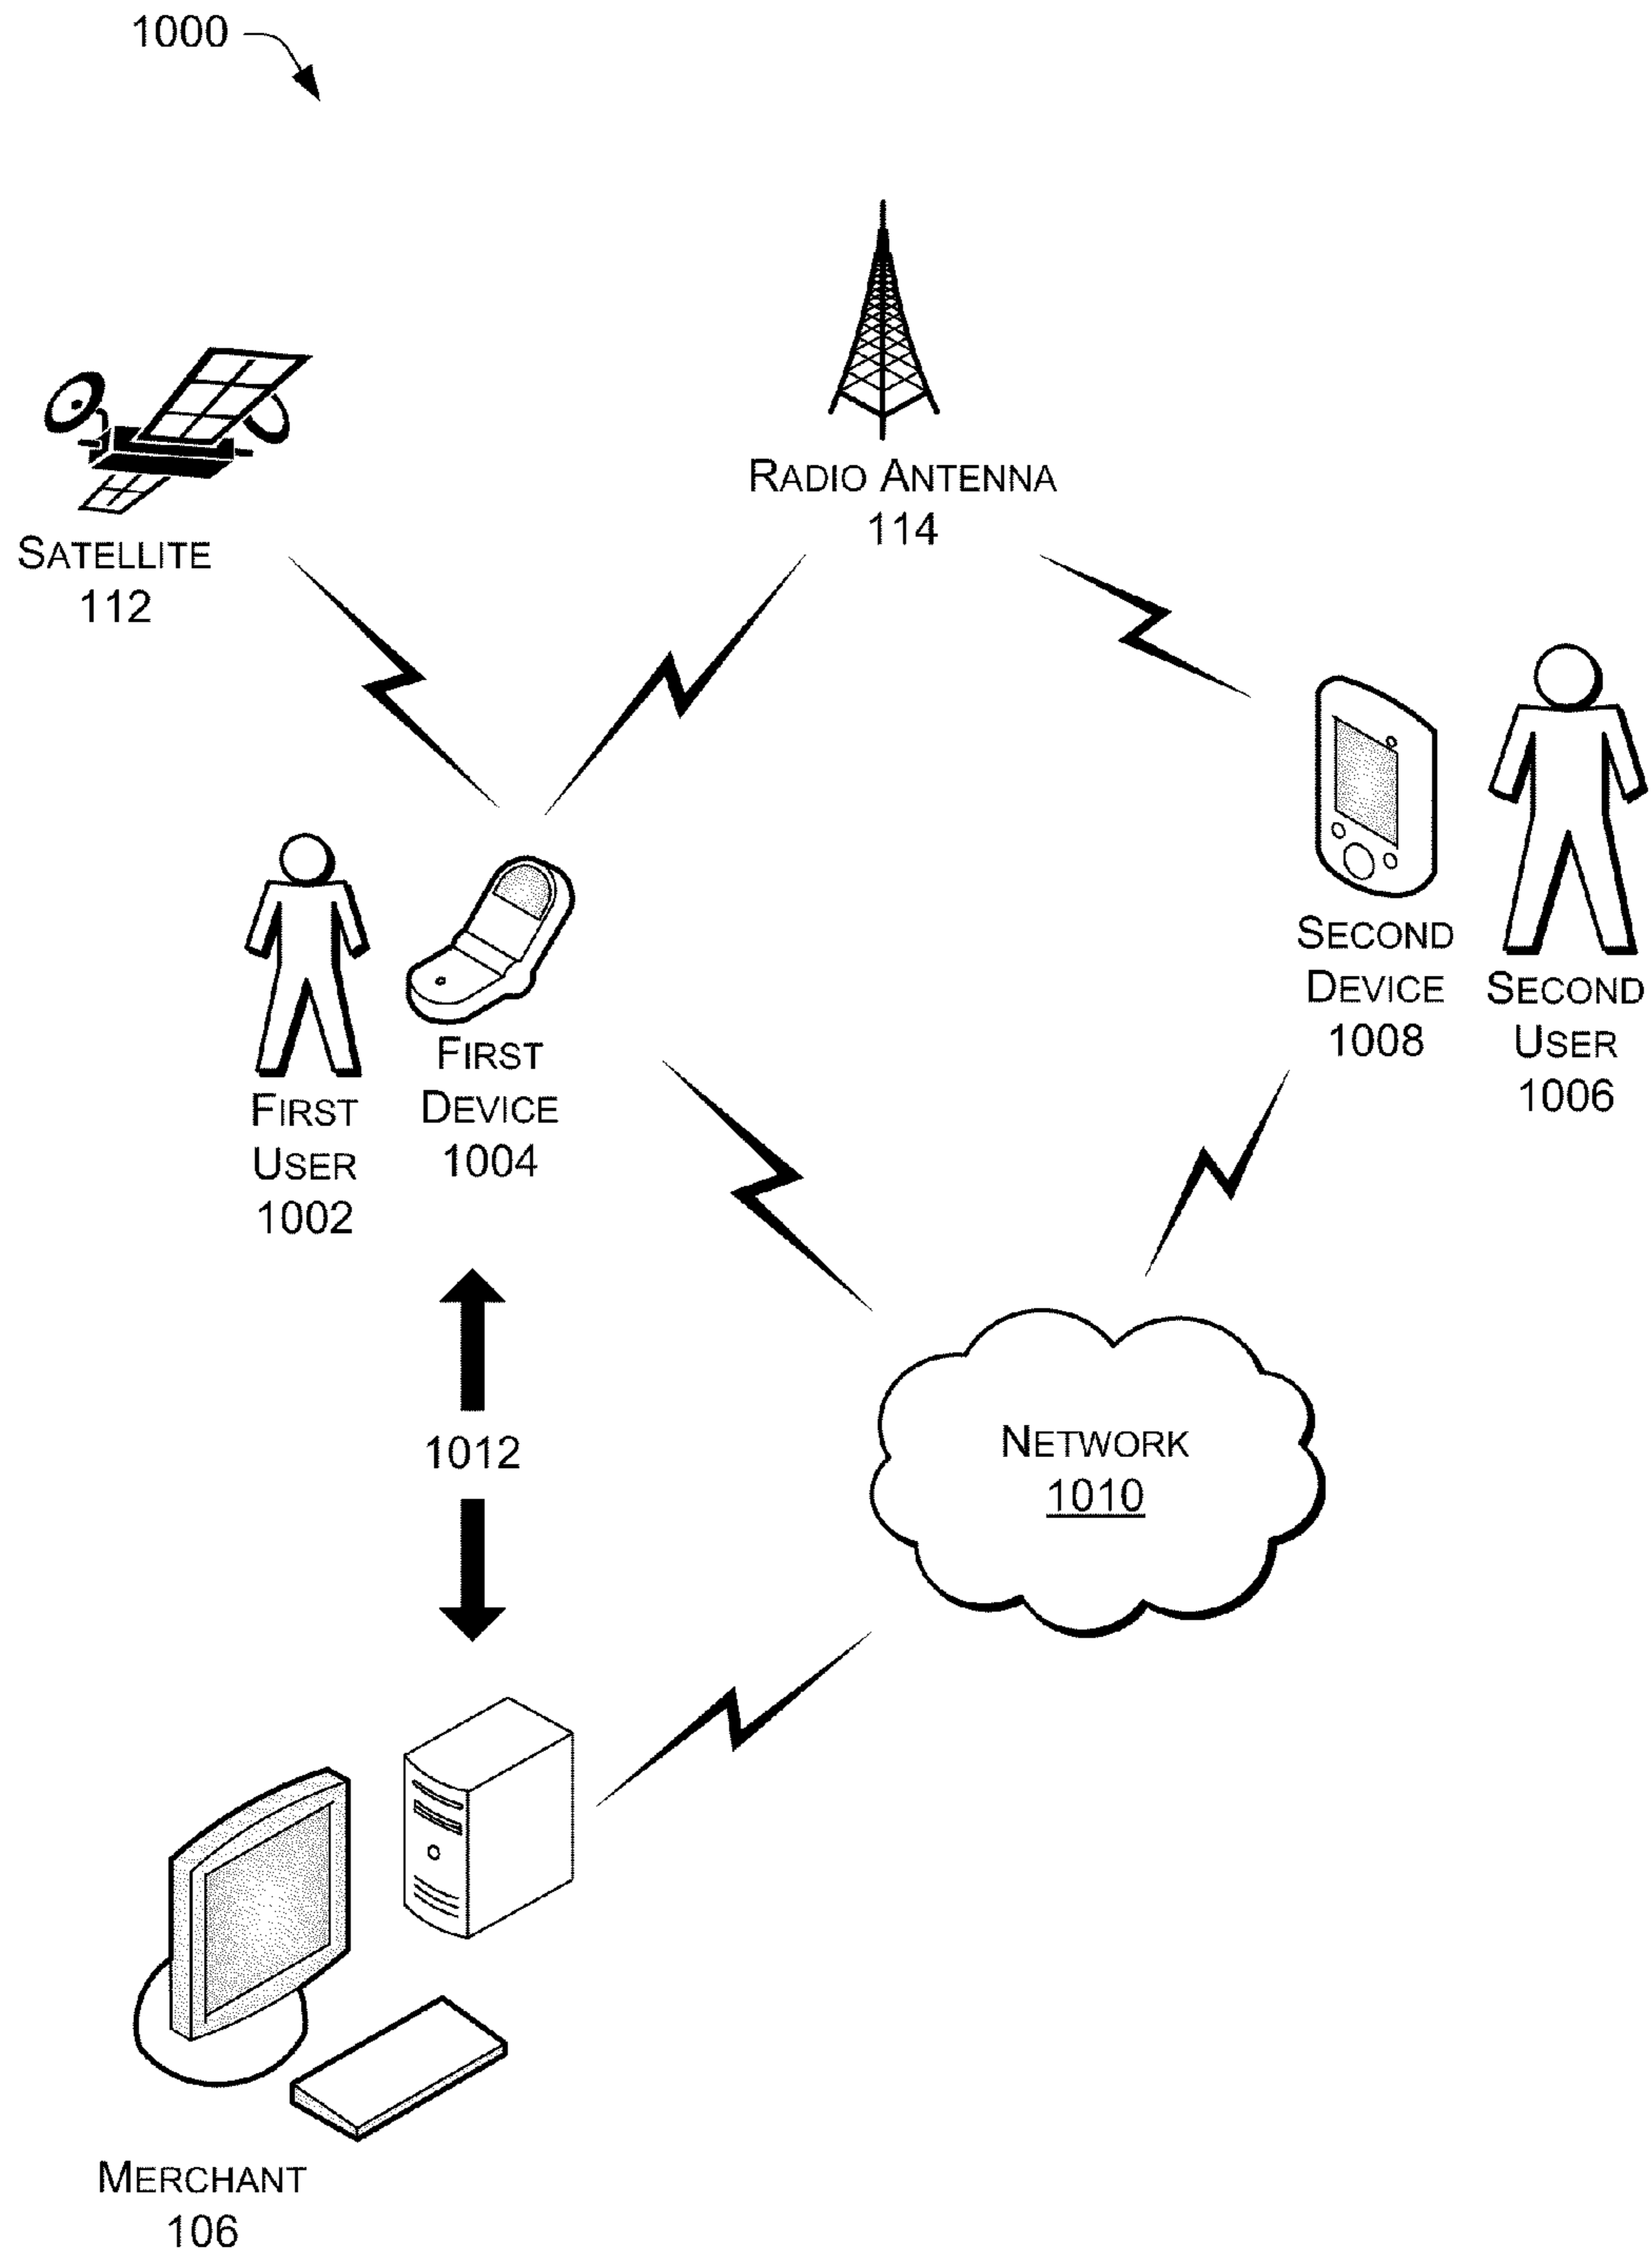 1000
RADIO ANTENNA
114
SATELLITE
112
SECOND
DEVICE
1008
SECOND
USER
1006
FIRST
DEVICE
1004
FIRST
USER
1002
1012
NETWORK
1010
MERCHANT
106